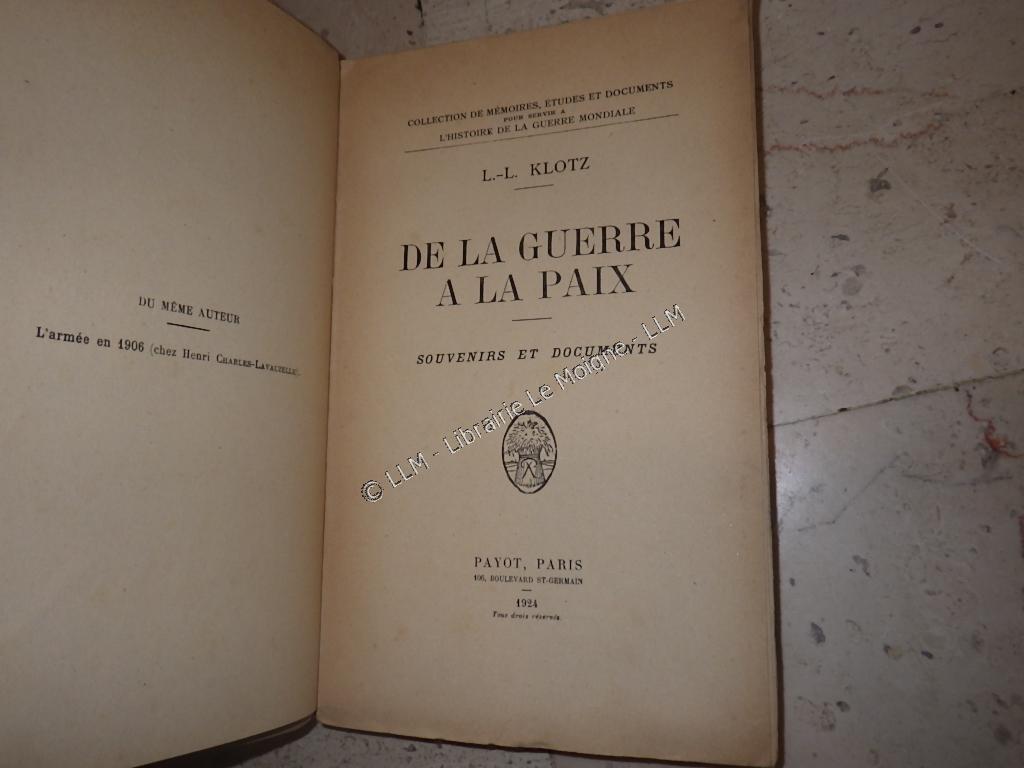 DU MÊME AUTEUR
L'armée en 1906 (chez Henri CHARLES-LAVAUZELLE).
COLLECTION DE MÉMOIRES, ÉTUDES ET DOCUMENTS
POUR SERVIR A
L'HISTOIRE DE LA GUERRE MONDIALE
L.-L. KLOTZ
DE LA GUERRE
A LA PAIX
SOUVENIRS ET DOCUMENTS
PAYOT, PARIS
106, BOULEVARD ST-GERMAIN
1924
Tous droits réservés.
© LLM - Librairie Le Moigne - LLM